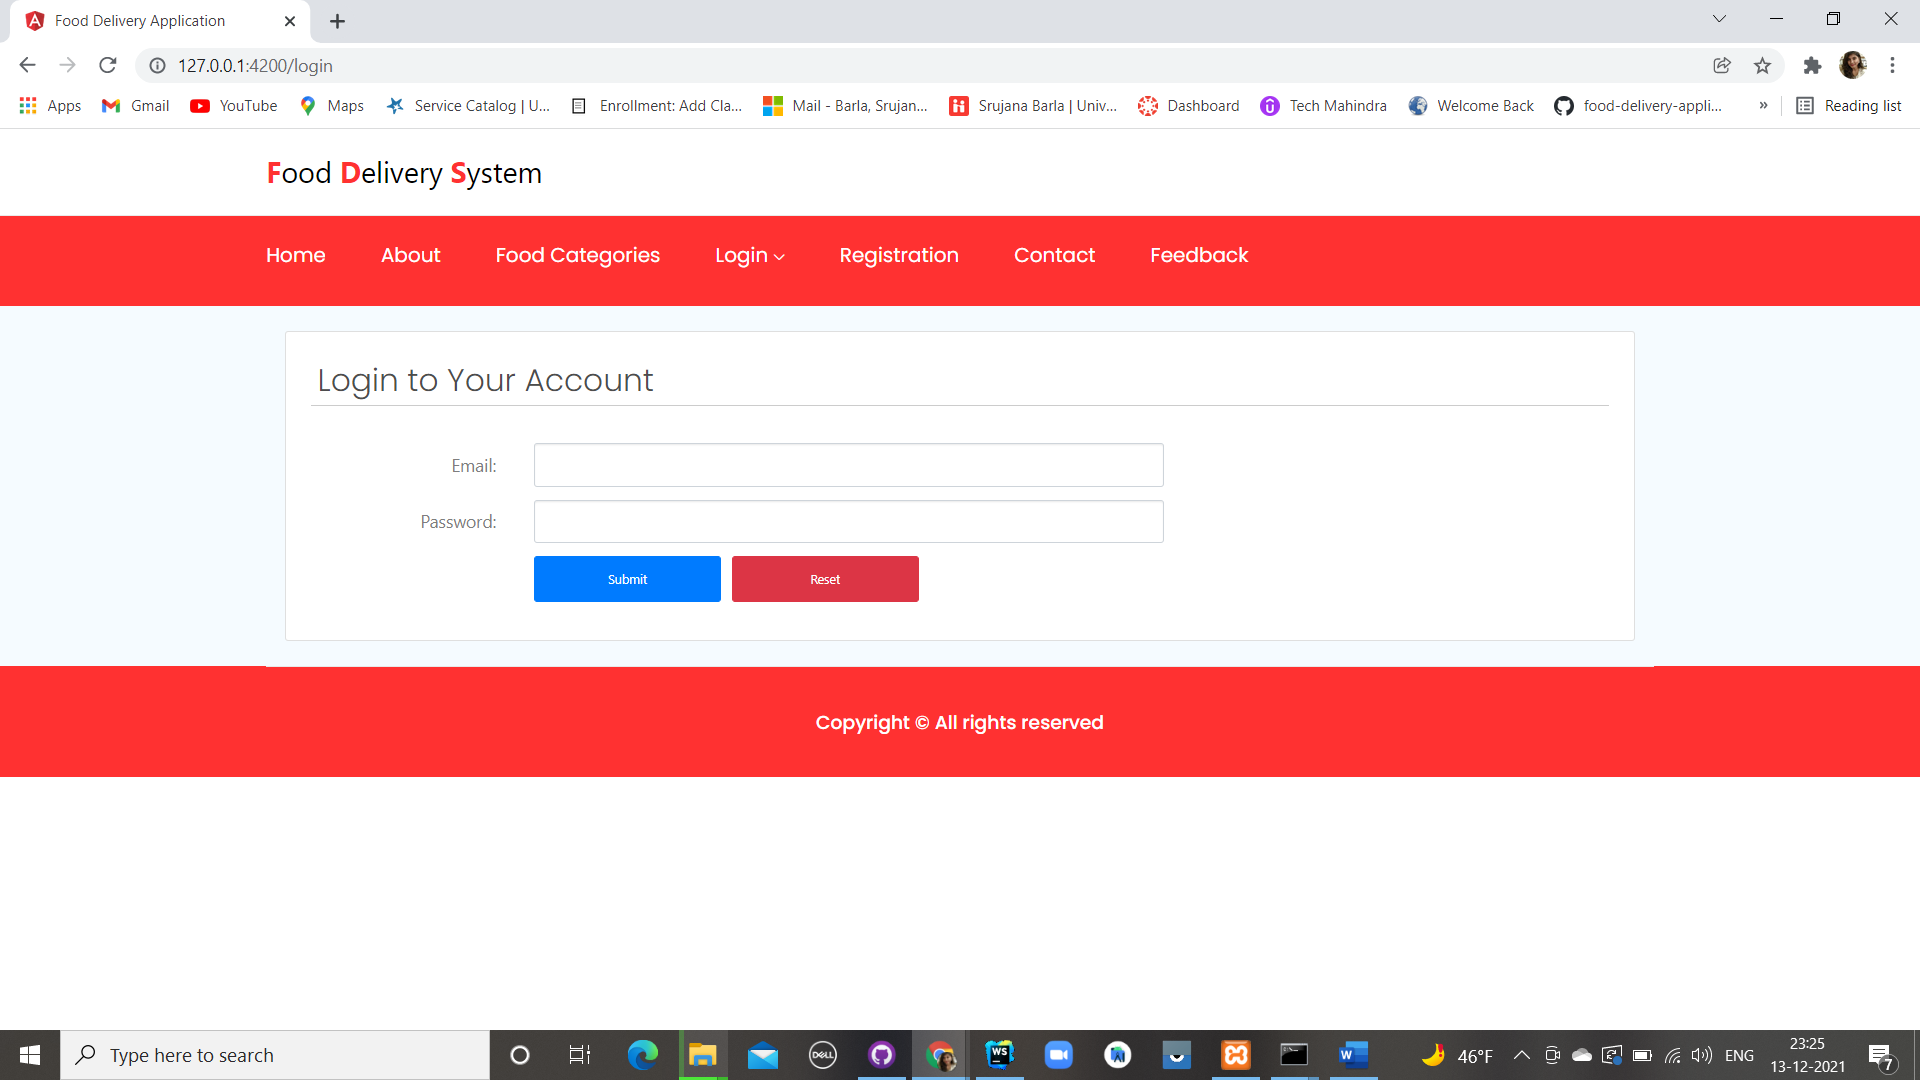 Food Delivery Application
127.0.0.1:4200/login
Apps Gmail YouTube Maps Service Catalog | U... Enrollment: Add Cla... Mail - Barla, Srujan... Srujana Barla | Univ... Dashboard Tech Mahindra Welcome Back food-delivery-appli... » Reading list
Food Delivery System
Home About Food Categories Login Registration Contact Feedback
Login to Your Account
Email:
Password:
Submit Reset
Copyright © All rights reserved
Type here to search
DELL
WS
W
46°F
ENG
23:25
13-12-2021
7